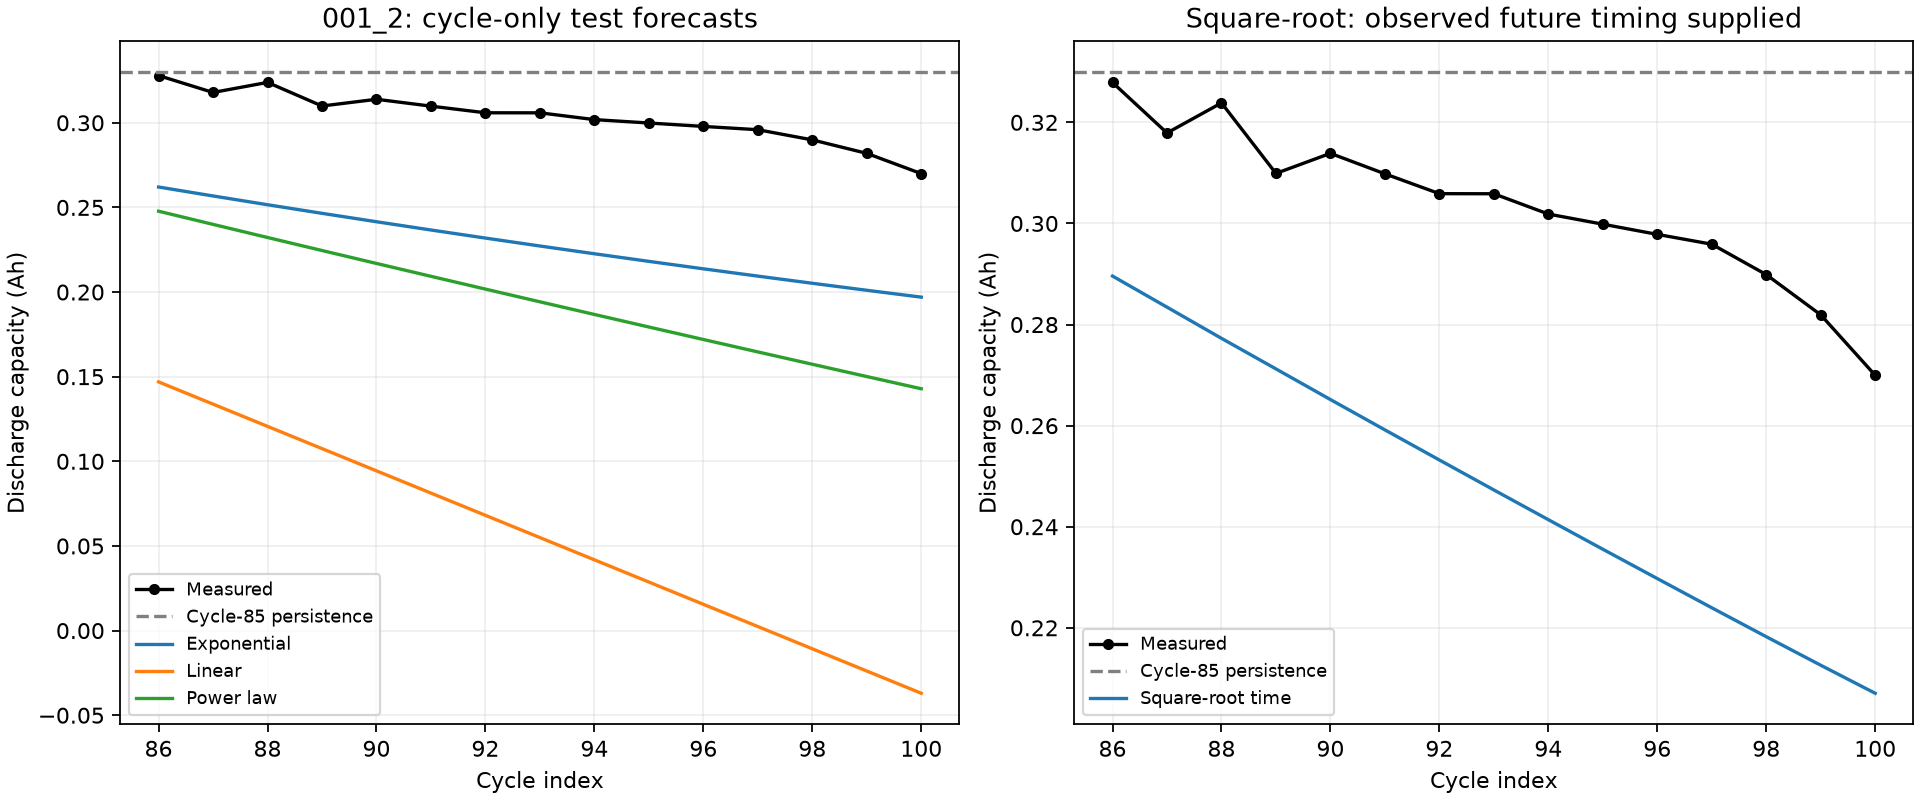 001_2: cycle-only test forecasts
Discharge capacity (Ah)
0.30
0.25
0.20
0.15
0.10
0.05
0.00
−0.05
Measured
Cycle-85 persistence
Exponential
Linear
Power law
86 88 90 92 94 96 98 100
Cycle index
Square-root: observed future timing supplied
Discharge capacity (Ah)
0.32
0.30
0.28
0.26
0.24
0.22
Measured
Cycle-85 persistence
Square-root time
86 88 90 92 94 96 98 100
Cycle index